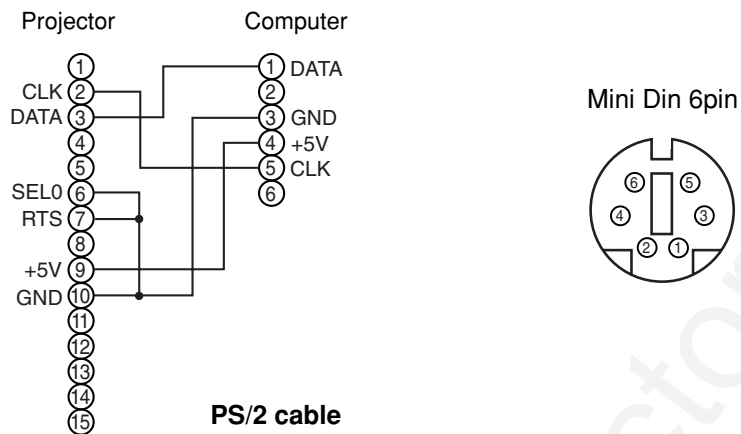 Projector Computer
1 1 DATA
CLK 2 2
DATA 3 3 GND
4 4 +5V
5 5 CLK
SEL0 6 6
RTS 7
8
+5V 9
GND 10
11
12
13
14
15
PS/2 cable
Mini Din 6pin
6 5
4 3
2 1